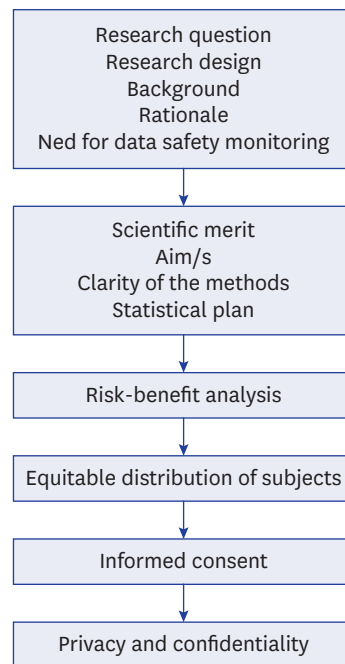 Research question
Research design
Background
Rationale
Ned for data safety monitoring
Scientific merit
Aim/s
Clarity of the methods
Statistical plan
Risk-benefit analysis
Equitable distribution of subjects
Informed consent
Privacy and confidentiality